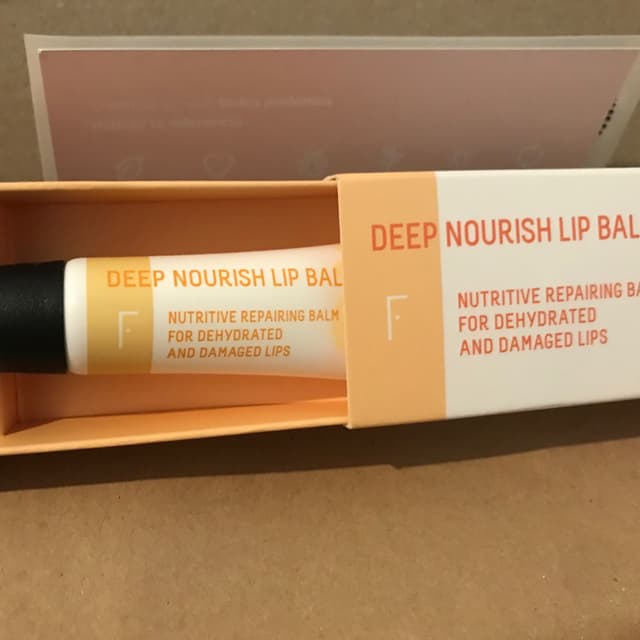 DEEP NOURISH LIP BAL
NUTRITIVE REPAIRING BALM
FOR DEHYDRATED
AND DAMAGED LIPS
F
DEEP NOURISH LIP BAL
NUTRITIVE REPAIRING BA
FOR DEHYDRATED
AND DAMAGED LIPS
F